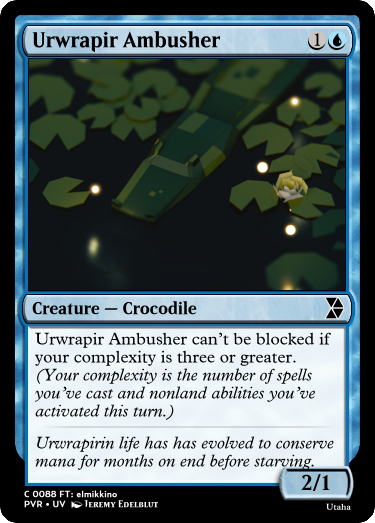 Urwrapir Ambusher 1
Creature — Crocodile
Urwrapir Ambusher can't be blocked if
your complexity is three or greater.
(Your complexity is the number of spells
you've cast and nonland abilities you've
activated this turn.)
Urwrapirin life has has evolved to conserve
mana for months on end before starving.
2/1
C 0088 FT: elmikkino
PVR • UV Jeremy Edelblut
Utaha